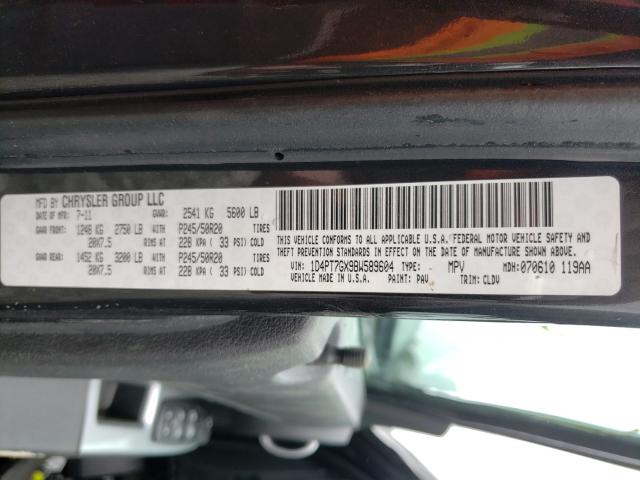 MFD BY CHRYSLER GROUP LLC
DATE OF MFR 7-11 GVWR: 2541 KG 5600 LB
GAWR FRONT 1248 KG 2750 LB WITH P245/50R20 TIRES
20X7.5 RIMS AT 228 KPA ( 33 PSI) COLD
GAWR REAR 1452 KG 3200 LB WITH P245/50R20 TIRES
20X7.5 RIMS AT 228 KPA ( 33 PSI) COLD
THIS VEHICLE CONFORMS TO ALL APPLICABLE U.S.A. FEDERAL MOTOR VEHICLE SAFETY AND
THEFT PREVENTION STANDARDS IN EFFECT ON THE DATE OF MANUFACTURE SHOWN ABOVE.
VIN: 1D4PT7GX9BW589604 TYPE: MPV MDH: 070610 119AA
VEHICLE MADE IN U.S.A. PAINT: PAV TRIM: CLDV